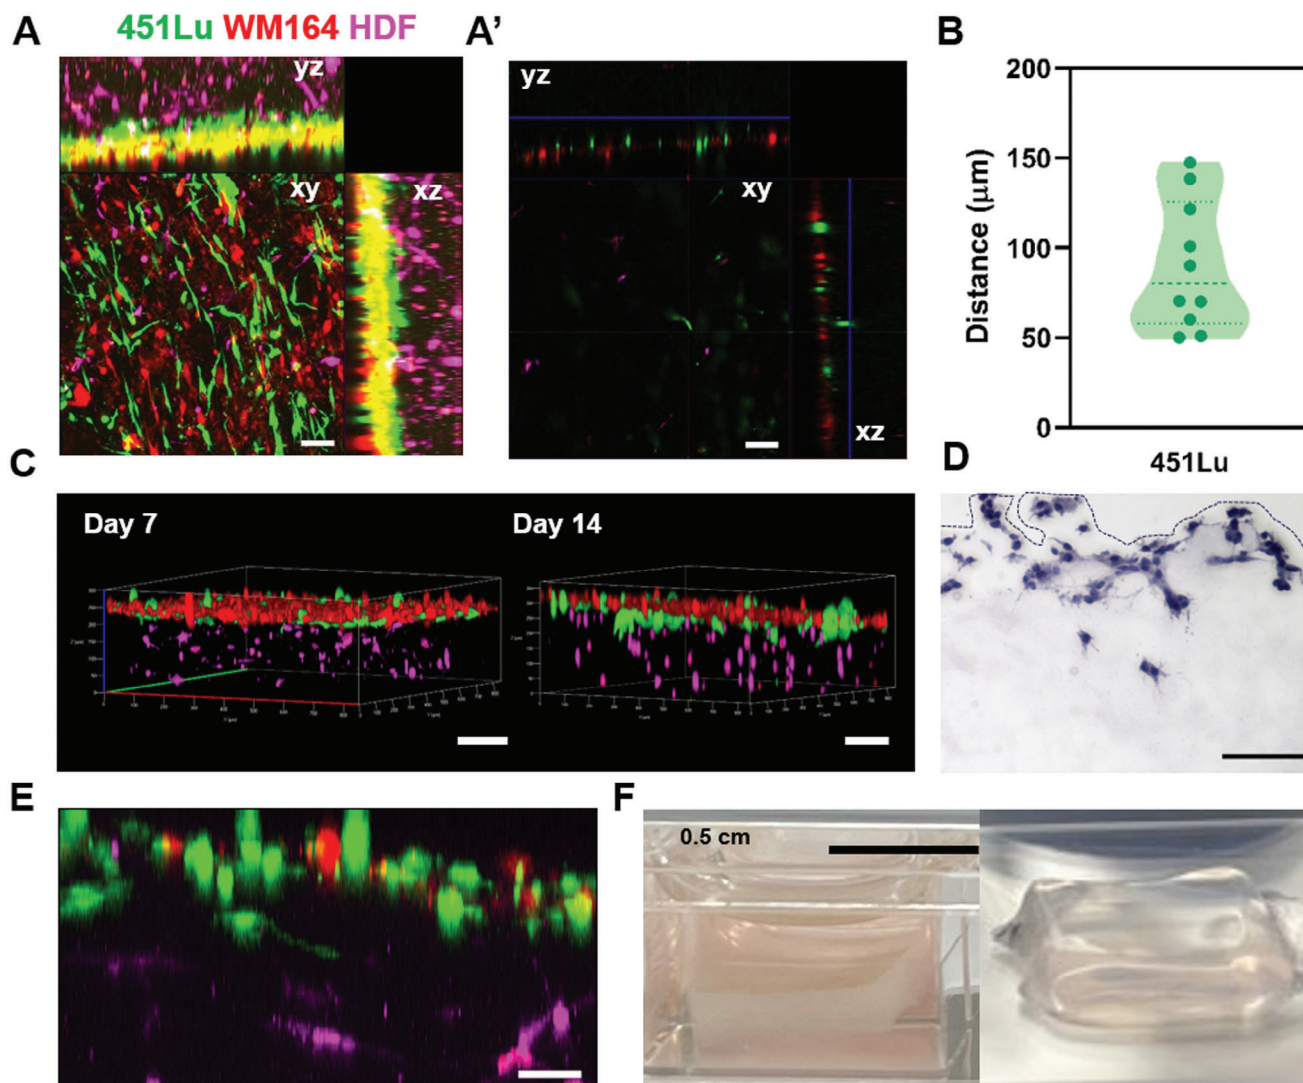 A 451Lu WM164 HDF A' B
yz
xy
xz
yz
xy
xz
Distance (μm)
200
150
100
50
0
451Lu
C
Day 7
Day 14
D
E
F
0.5 cm